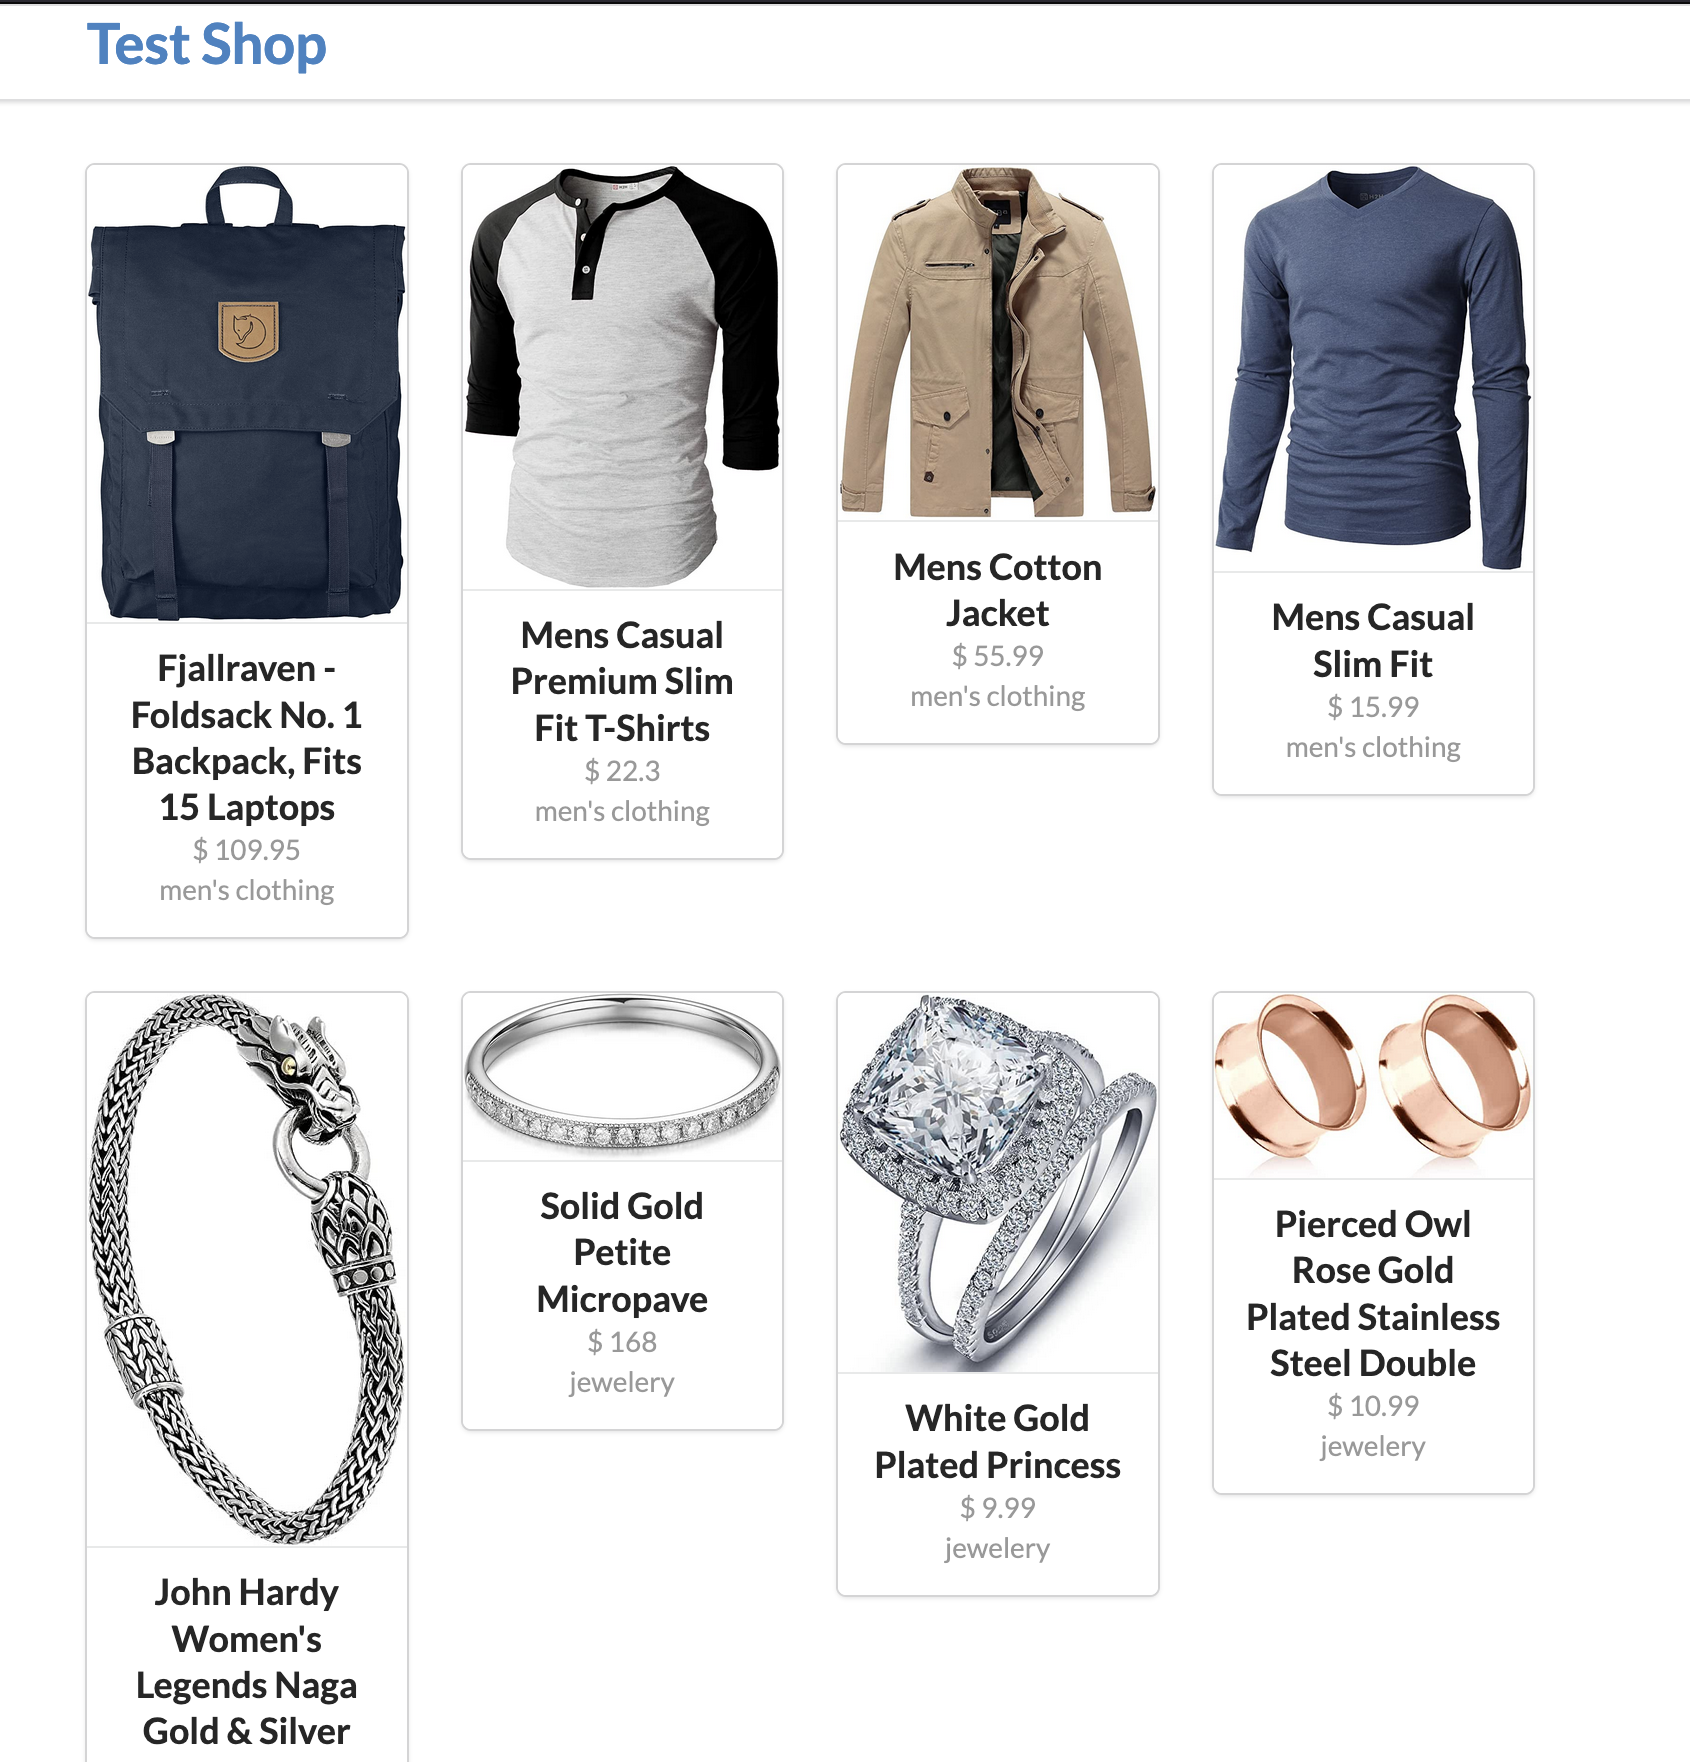 Test Shop
Fjallraven -
Foldsack No. 1
Backpack, Fits
15 Laptops
$ 109.95
men's clothing
Mens Casual
Premium Slim
Fit T-Shirts
$ 22.3
men's clothing
Mens Cotton
Jacket
$ 55.99
men's clothing
Mens Casual
Slim Fit
$ 15.99
men's clothing
John Hardy
Women's
Legends Naga
Gold & Silver
Solid Gold
Petite
Micropave
$ 168
jewelery
White Gold
Plated Princess
$ 9.99
jewelery
Pierced Owl
Rose Gold
Plated Stainless
Steel Double
$ 10.99
jewelery